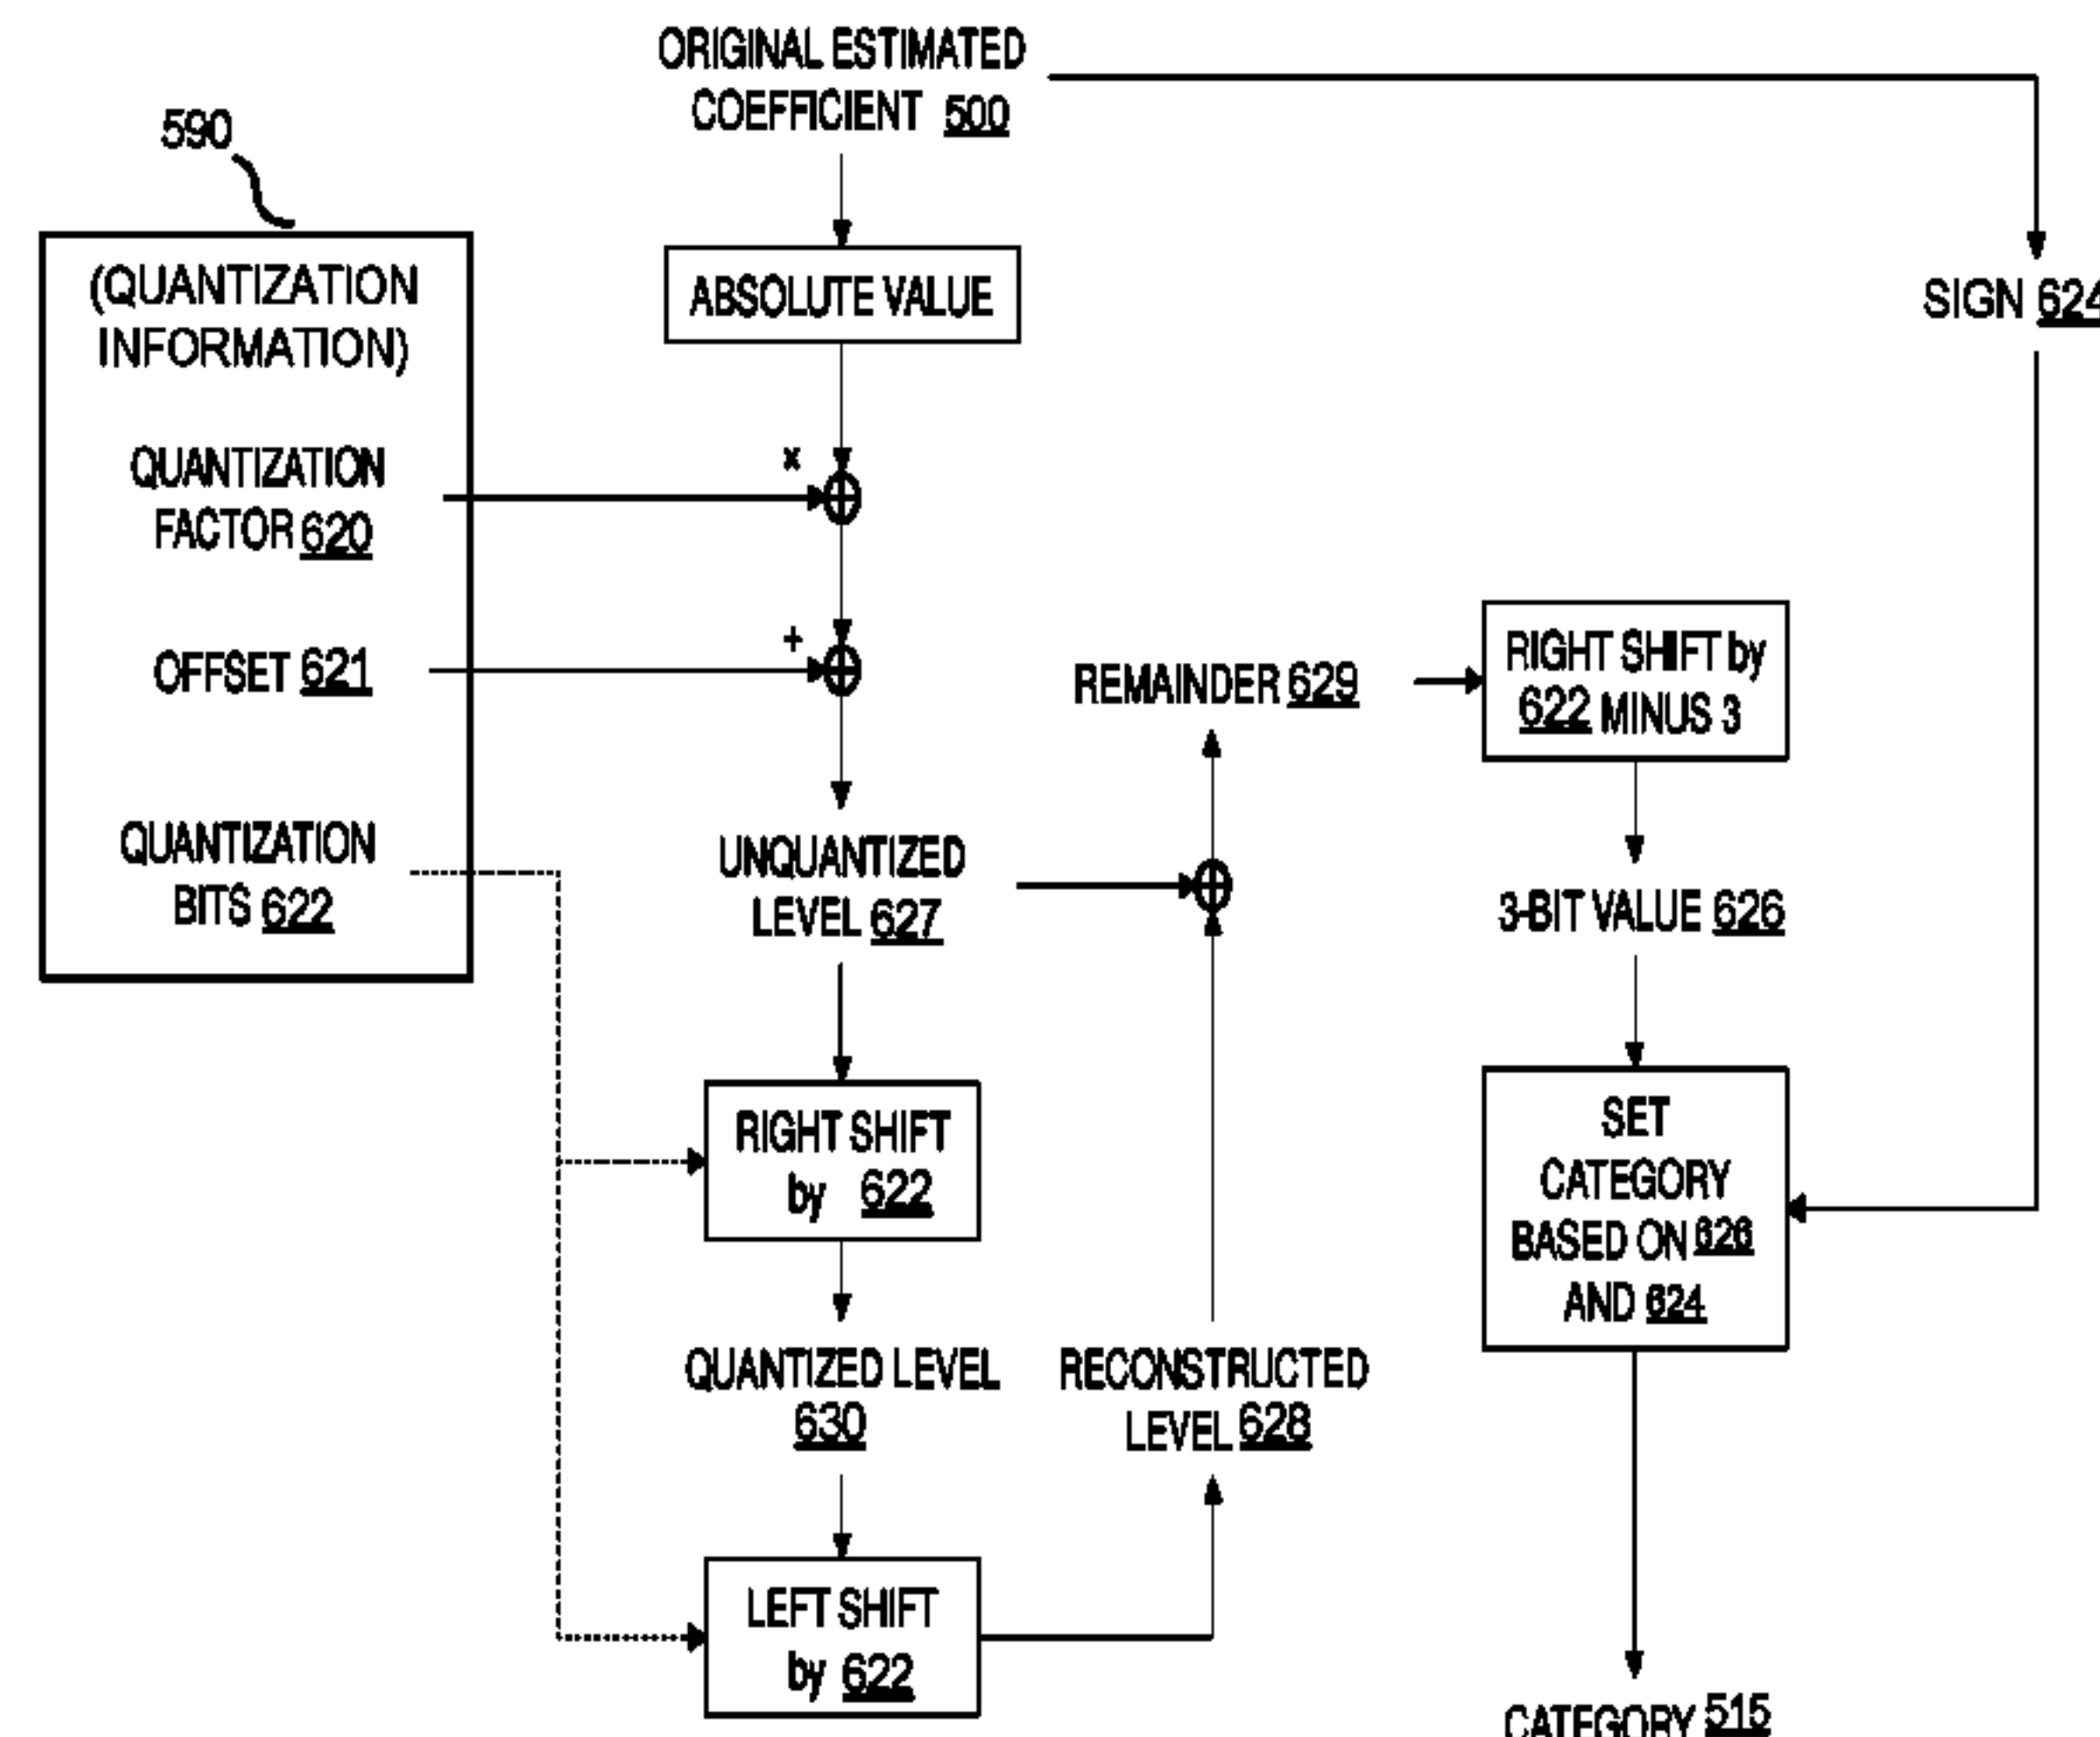 ORIGINAL ESTIMATED
COEFFICIENT 500
590
(QUANTIZATION
INFORMATION)
ABSOLUTE VALUE
SIGN 624
QUANTIZATION
FACTOR 620
x
OFFSET 621
+
REMAINDER 629
RIGHT SHIFT by
622 MINUS 3
QUANTIZATION
BITS 622
UNQUANTIZED
LEVEL 627
3-BIT VALUE 626
RIGHT SHIFT
by 622
SET
CATEGORY
BASED ON 626
AND 624
QUANTIZED LEVEL
630
RECONSTRUCTED
LEVEL 628
LEFT SHIFT
by 622
CATEGORY 515